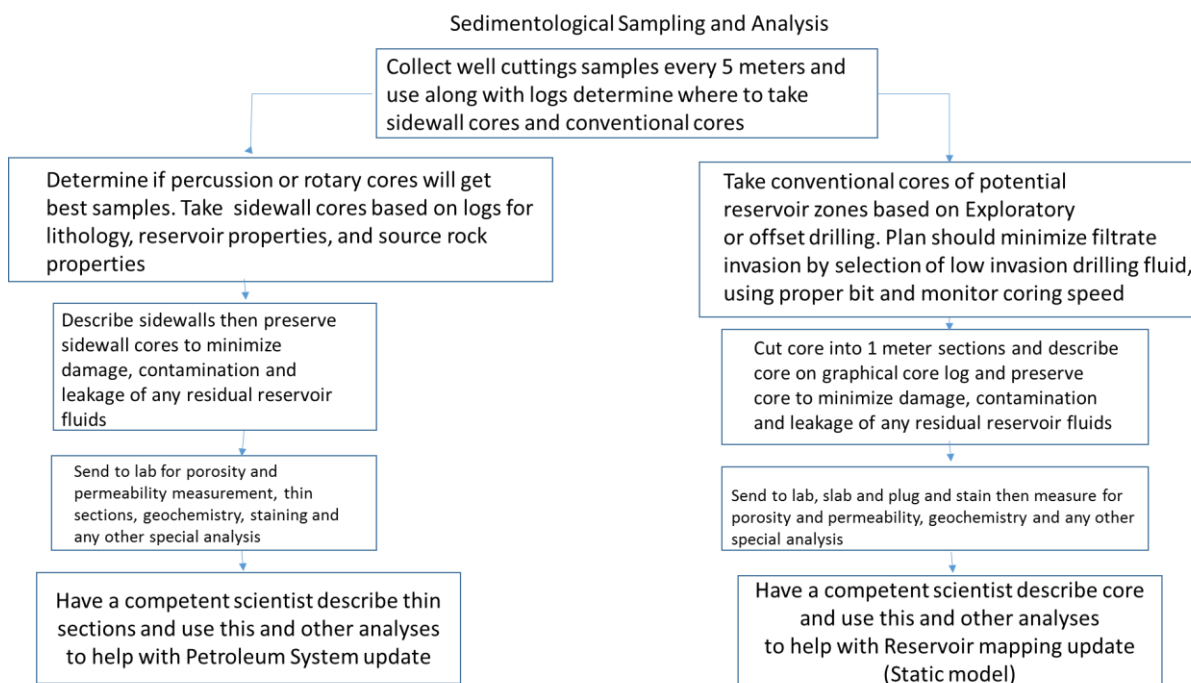 Sedimentological Sampling and Analysis
Collect well cuttings samples every 5 meters and
use along with logs determine where to take
sidewall cores and conventional cores
Determine if percussion or rotary cores will get
best samples. Take sidewall cores based on logs for
lithology, reservoir properties, and source rock
properties
Describe sidewalls then preserve
sidewall cores to minimize
damage, contamination and
leakage of any residual reservoir
fluids
Send to lab for porosity and
permeability measurement, thin
sections, geochemistry, staining and
any other special analysis
Have a competent scientist describe thin
sections and use this and other analyses
to help with Petroleum System update
Take conventional cores of potential
reservoir zones based on Exploratory
or offset drilling. Plan should minimize filtrate
invasion by selection of low invasion drilling fluid,
using proper bit and monitor coring speed
Cut core into 1 meter sections and describe
core on graphical core log and preserve
core to minimize damage, contamination
and leakage of any residual reservoir fluids
Send to lab, slab and plug and stain then measure for
porosity and permeability, geochemistry and any other
special analysis
Have a competent scientist describe core
and use this and other analyses
to help with Reservoir mapping update
(Static model)